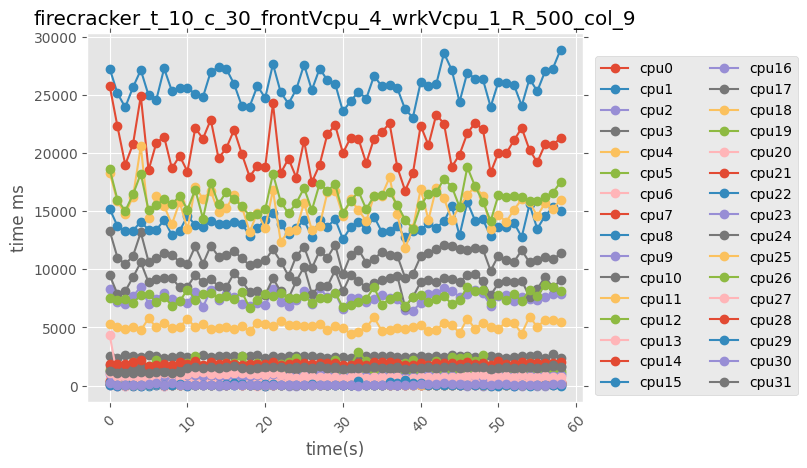 firecracker_t_10_c_30_frontVcpu_4_wrkVcpu_1_R_500_col_9
30000
25000
20000
15000
10000
5000
0
time ms
0
10
20
30
40
50
60
time(s)
cpu0
cpu1
cpu2
cpu3
cpu4
cpu5
cpu6
cpu7
cpu8
cpu9
cpu10
cpu11
cpu12
cpu13
cpu14
cpu15
cpu16
cpu17
cpu18
cpu19
cpu20
cpu21
cpu22
cpu23
cpu24
cpu25
cpu26
cpu27
cpu28
cpu29
cpu30
cpu31